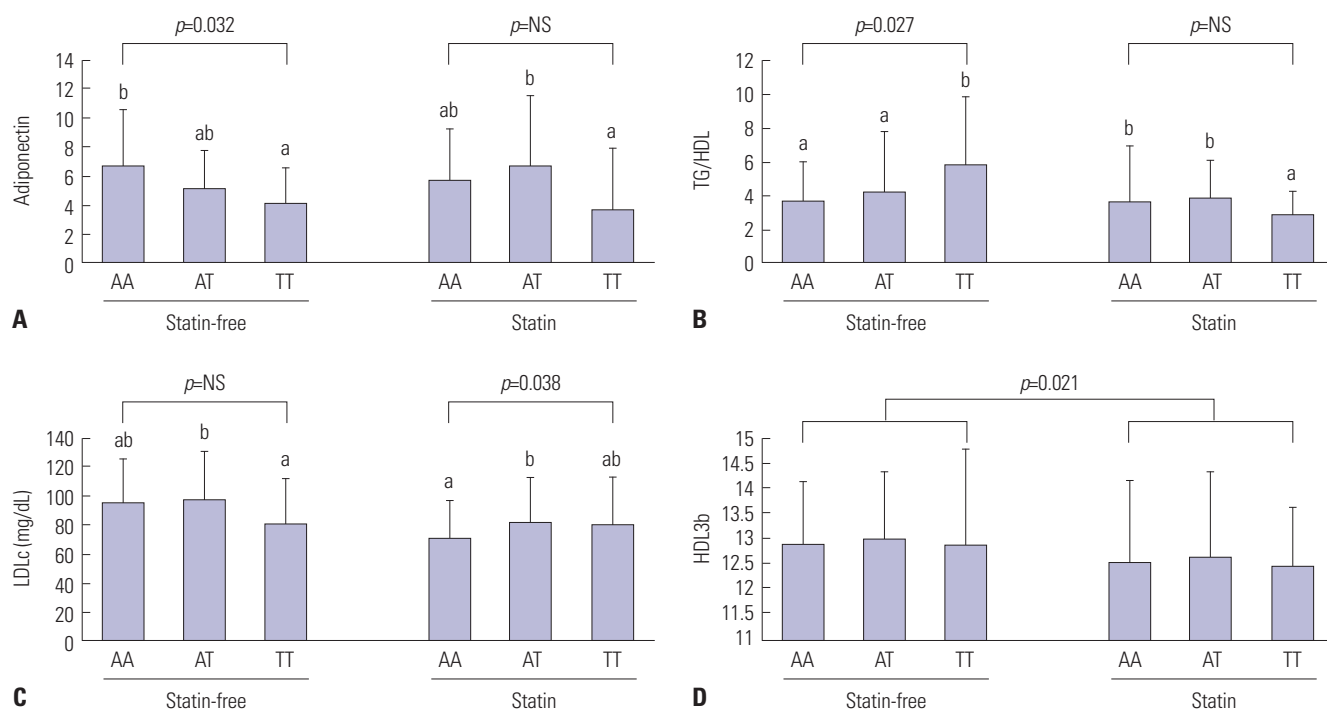 p=0.032
p=NS
14
12
10
8
6
4
2
0
Adiponectin
b
ab
a
ab
b
a
AA AT TT AA AT TT
Statin-free Statin
A
p=0.027
p=NS
12
10
8
6
4
2
0
TG/HDL
a
a
b
b
b
a
AA AT TT AA AT TT
Statin-free Statin
B
p=NS
p=0.038
140
120
100
80
60
40
20
0
LDLc (mg/dL)
ab
b
a
a
b
ab
AA AT TT AA AT TT
Statin-free Statin
C
p=0.021
15
14.5
14
13.5
13
12.5
12
11.5
11
HDL3b
AA AT TT AA AT TT
Statin-free Statin
D